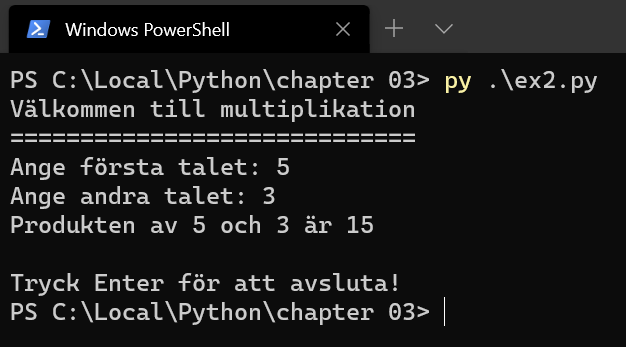 Windows PowerShell
PS C:\Local\Python\chapter 03> py .\ex2.py
Välkommen till multiplikation
=============================
Ange första talet: 5
Ange andra talet: 3
Produkten av 5 och 3 är 15
Tryck Enter för att avsluta!
PS C:\Local\Python\chapter 03>